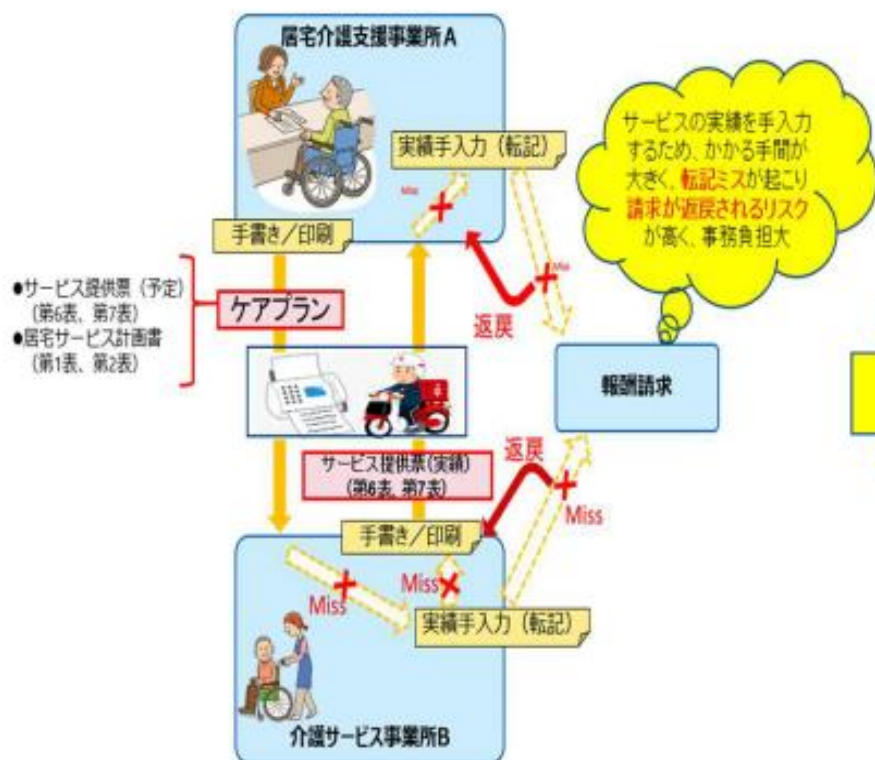 居宅介護支援事業所A
実績手入力（転記）
Miss
手書き／印刷
サービスの実績を手入力
するため、かかる手間が
大きく、転記ミスが起こり
請求が返戻されるリスク
が高く、事務負担大
●サービス提供票（予定）
（第6表、第7表）
●居宅サービス計画書
（第1表、第2表）
ケアプラン
Miss
返戻
報酬請求
サービス提供票(実績)
（第6表、第7表）
返戻
Miss
手書き／印刷
Miss
Miss
実績手入力（転記）
介護サービス事業所B